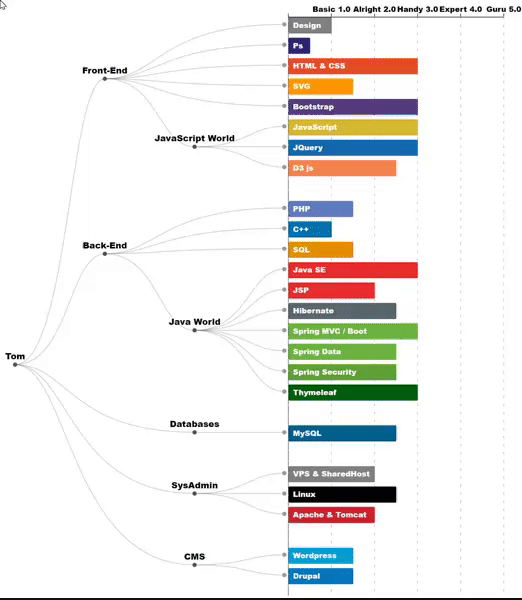 Basic 1.0 Alright 2.0 Handy 3.0 Expert 4.0 Guru 5.0
Design
Ps
Front-End
HTML & CSS
SVG
Bootstrap
JavaScript
JavaScript World
JQuery
D3 js
PHP
C++
Back-End
SQL
Java SE
JSP
Hibernate
Java World
Spring MVC / Boot
Spring Data
Tom
Spring Security
Thymeleaf
Databases
MySQL
VPS & SharedHost
SysAdmin
Linux
Apache & Tomcat
CMS
Wordpress
Drupal